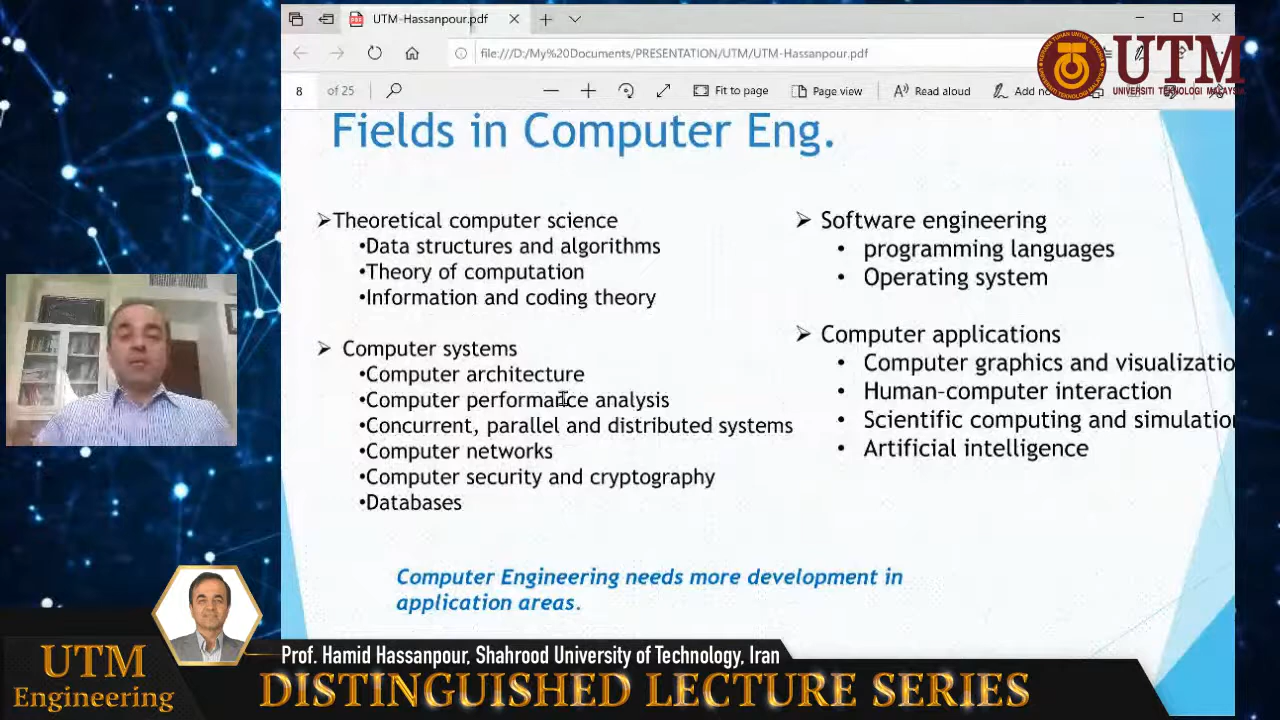 UTM-Hassanpour.pdf
file:///D:/My%20Documents/PRESENTATION/UTM/UTM-Hassanpour.pdf
UTM
UNIVERSITI TEKNOLOGI MALAYSIA
8 of 25
Fit to page
Page view
Read aloud
Add
Fields in Computer Eng.
➢Theoretical computer science
•Data structures and algorithms
•Theory of computation
•Information and coding theory
➢ Computer systems
•Computer architecture
•Computer performance analysis
•Concurrent, parallel and distributed systems
•Computer networks
•Computer security and cryptography
•Databases
➢ Software engineering
• programming languages
• Operating system
➢ Computer applications
• Computer graphics and visualizatio
• Human-computer interaction
• Scientific computing and simulatio
• Artificial intelligence
Computer Engineering needs more development in
application areas.
Prof. Hamid Hassanpour, Shahrood University of Technology, Iran
UTM
Engineering
DISTINGUISHED LECTURE SERIES